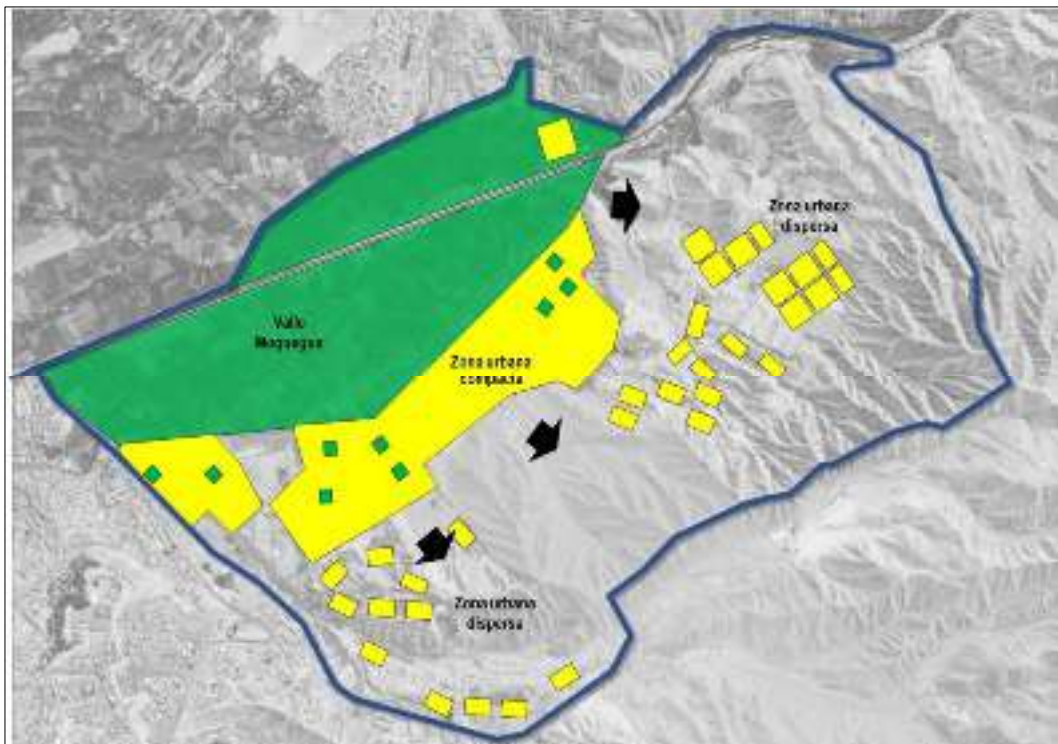 Zona urbana
dispersa
Valle
Moquegua
Zona urbana
compacta
Zona urbana
dispersa